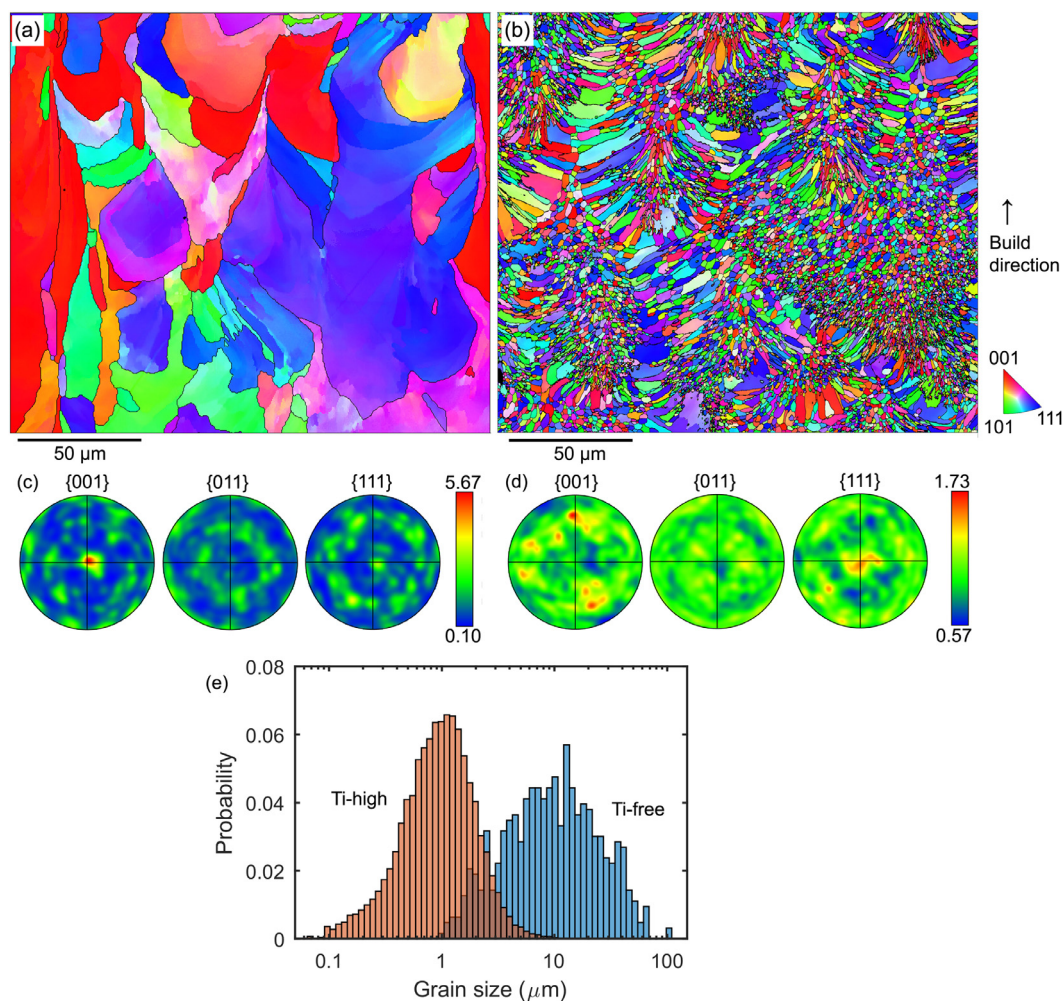 (a)
(b)
↑
Build
direction
001
101
111
50 μm
50 μm
(c)
{001}
{011}
{111}
5.67
0.10
(d)
{001}
{011}
{111}
1.73
0.57
(e)
0.08
0.06
0.04
0.02
0
Probability
Ti-high
Ti-free
0.1
1
10
100
Grain size (μm)